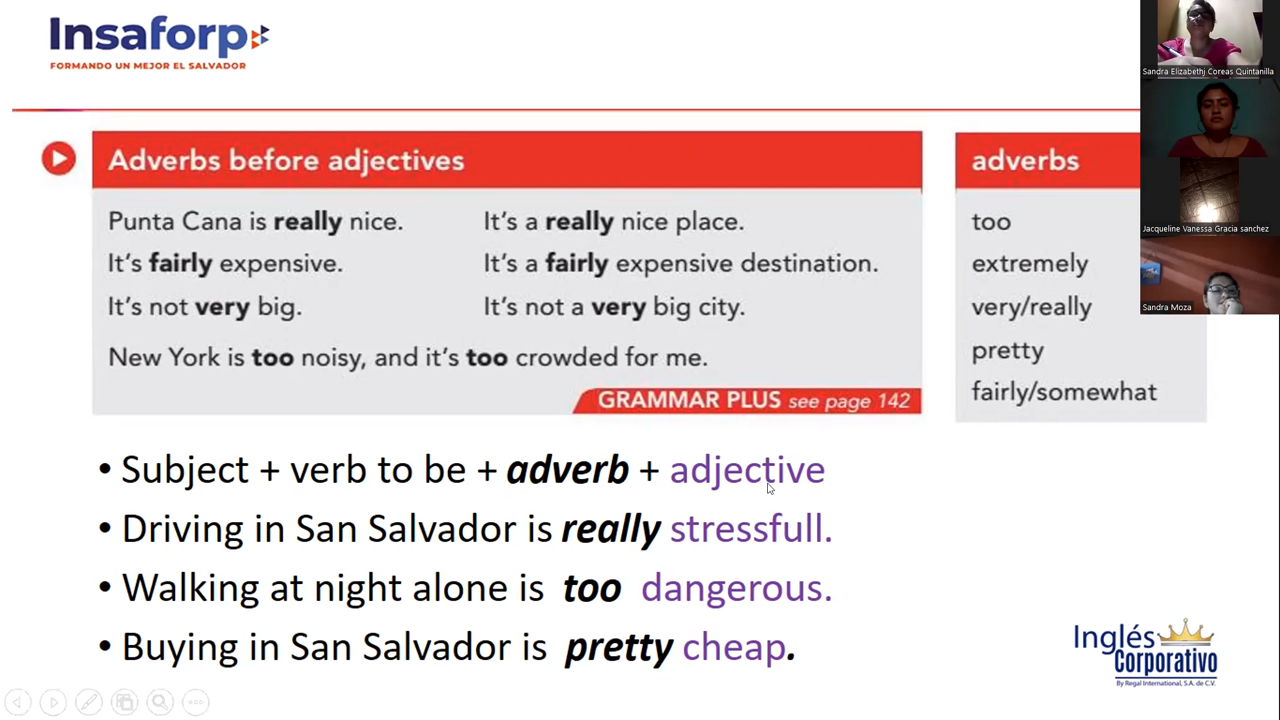 Insaforp
FORMANDO UN MEJOR EL SALVADOR
Adverbs before adjectives
Punta Cana is really nice. It's a really nice place.
It's fairly expensive. It's a fairly expensive destination.
It's not very big. It's not a very big city.
New York is too noisy, and it's too crowded for me.
GRAMMAR PLUS see page 142
adverbs
too
extremely
very/really
pretty
fairly/somewhat
• Subject + verb to be + adverb + adjective
• Driving in San Salvador is really stressfull.
• Walking at night alone is too dangerous.
• Buying in San Salvador is pretty cheap.
Inglés
Corporativo
By Regal International, S.A. de C.V.
Sandra Elizabethj Coreas Quintanilla
Jacqueline Vanessa Gracia sanchez
Sandra Moza